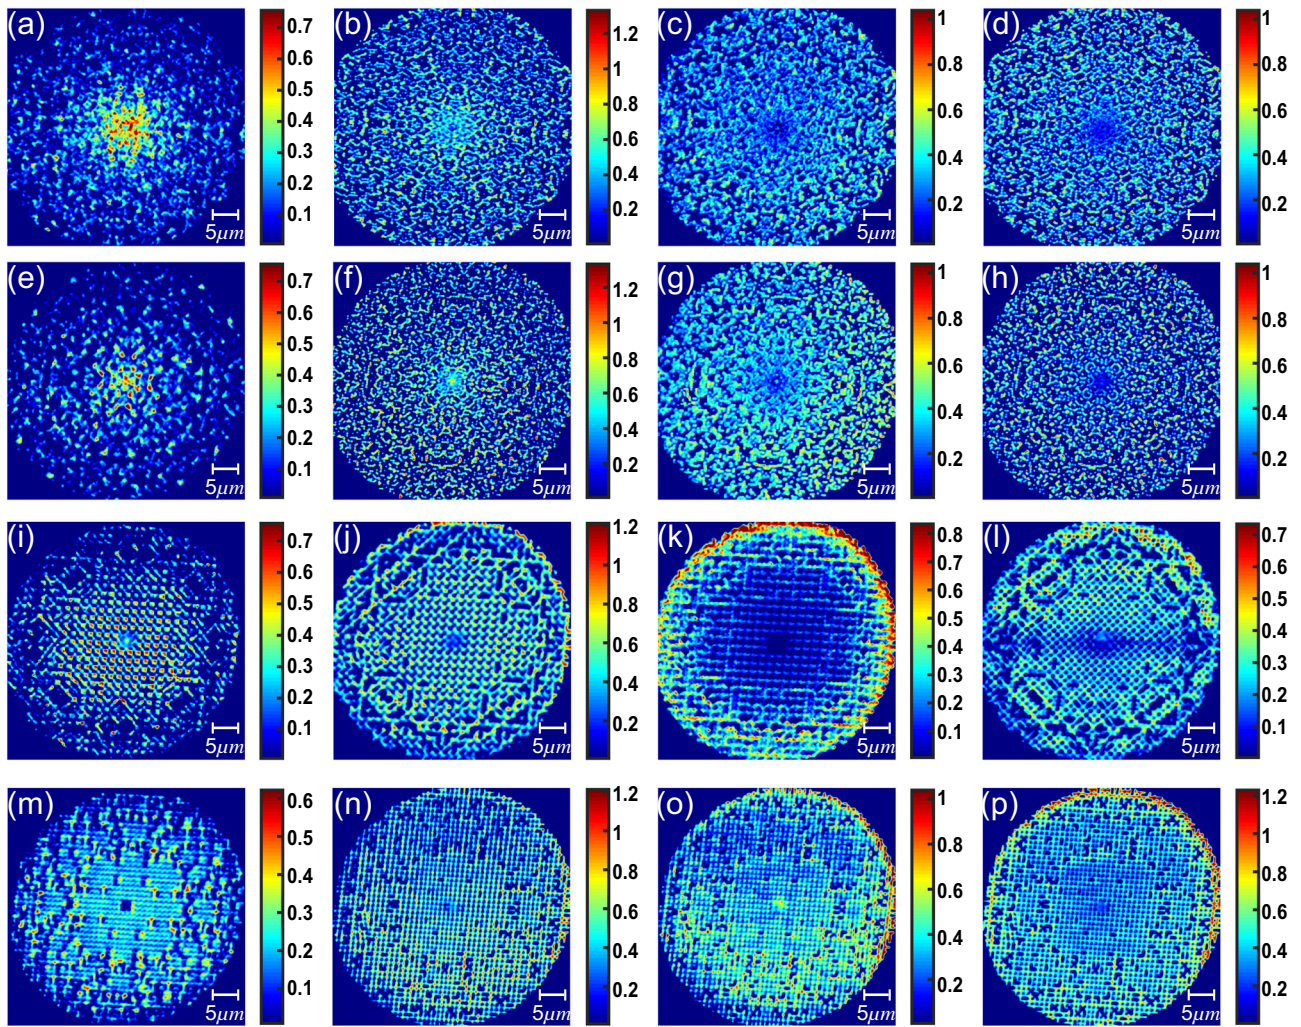 (a) 0.7 0.6 0.5 0.4 0.3 0.2 0.1 5μm
(b) 1.2 1 0.8 0.6 0.4 0.2 5μm
(c) 1 0.8 0.6 0.4 0.2 5μm
(d) 1 0.8 0.6 0.4 0.2 5μm
(e) 0.7 0.6 0.5 0.4 0.3 0.2 0.1 5μm
(f) 1.2 1 0.8 0.6 0.4 0.2 5μm
(g) 1 0.8 0.6 0.4 0.2 5μm
(h) 1 0.8 0.6 0.4 0.2 5μm
(i) 0.7 0.6 0.5 0.4 0.3 0.2 0.1 5μm
(j) 1.2 1 0.8 0.6 0.4 0.2 5μm
(k) 0.8 0.7 0.6 0.5 0.4 0.3 0.2 0.1 5μm
(l) 0.7 0.6 0.5 0.4 0.3 0.2 0.1 5μm
(m) 0.6 0.5 0.4 0.3 0.2 0.1 5μm
(n) 1.2 1 0.8 0.6 0.4 0.2 5μm
(o) 1 0.8 0.6 0.4 0.2 5μm
(p) 1.2 1 0.8 0.6 0.4 0.2 5μm